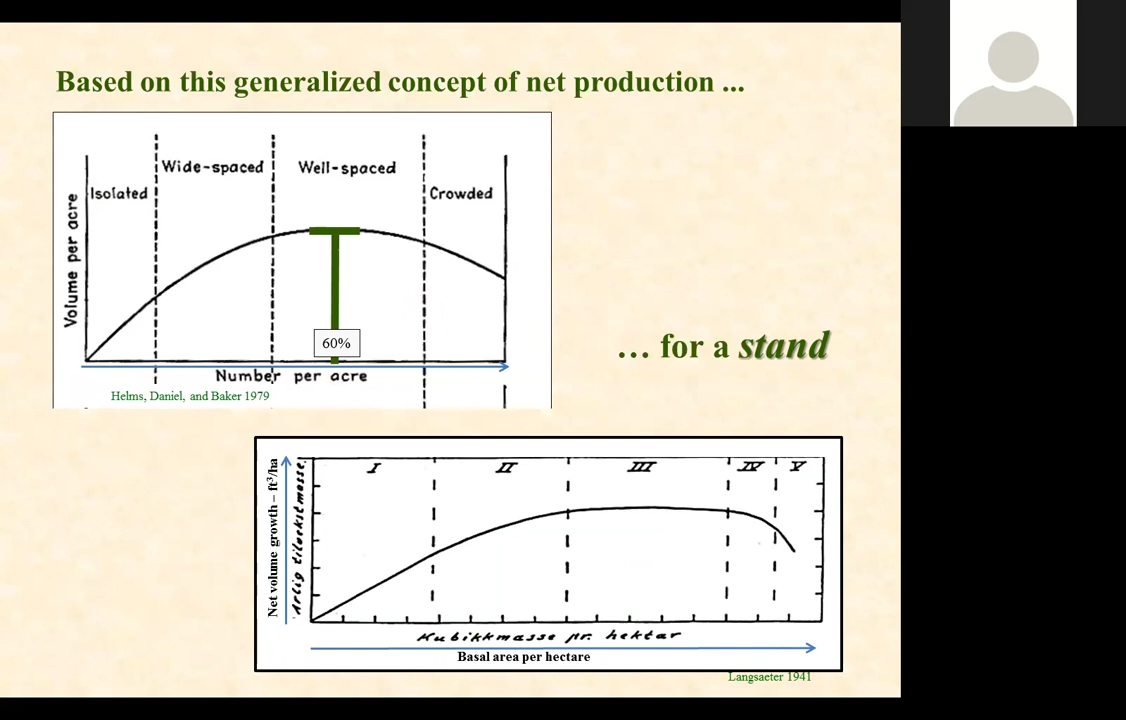 Based on this generalized concept of net production ...
Isolated
Wide-spaced
Well-spaced
Crowded
Volume per acre
60%
Number per acre
Helms, Daniel, and Baker 1979
... for a stand
I
II
III
IV
V
Net volume growth – ft³/ha
Arlig tilvekstmasse.
Kubikkmasse pr. hektar
Basal area per hectare
Langsaeter 1941